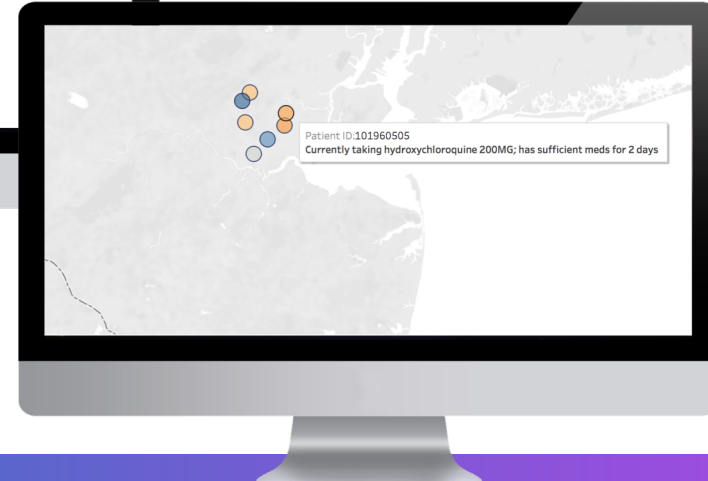 Patient ID:101960505
Currently taking hydroxychloroquine 200MG; has sufficient meds for 2 days